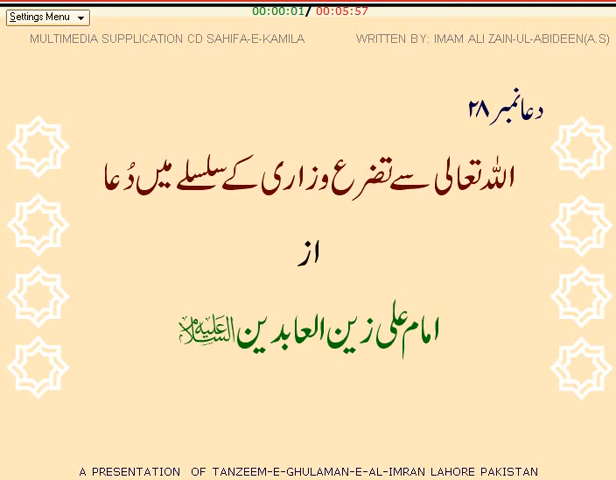 00:00:01/ 00:05:57
Settings Menu
MULTIMEDIA SUPPLICATION CD SAHIFA-E-KAMILA WRITTEN BY: IMAM ALI ZAIN-UL-ABIDEEN(A.S)
دعا نمبر ۲۸
اللہ تعالی سے تضرع و زاری کے سلسلے میں دُعا
از
امام علی زین العابدین علیہ السلام
A PRESENTATION OF TANZEEM-E-GHULAMAN-E-AL-IMRAN LAHORE PAKISTAN